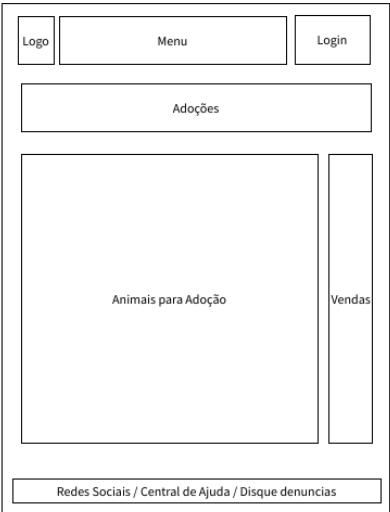 Logo
Menu
Login
Adoções
Animais para Adoção
Vendas
Redes Sociais / Central de Ajuda / Disque denuncias